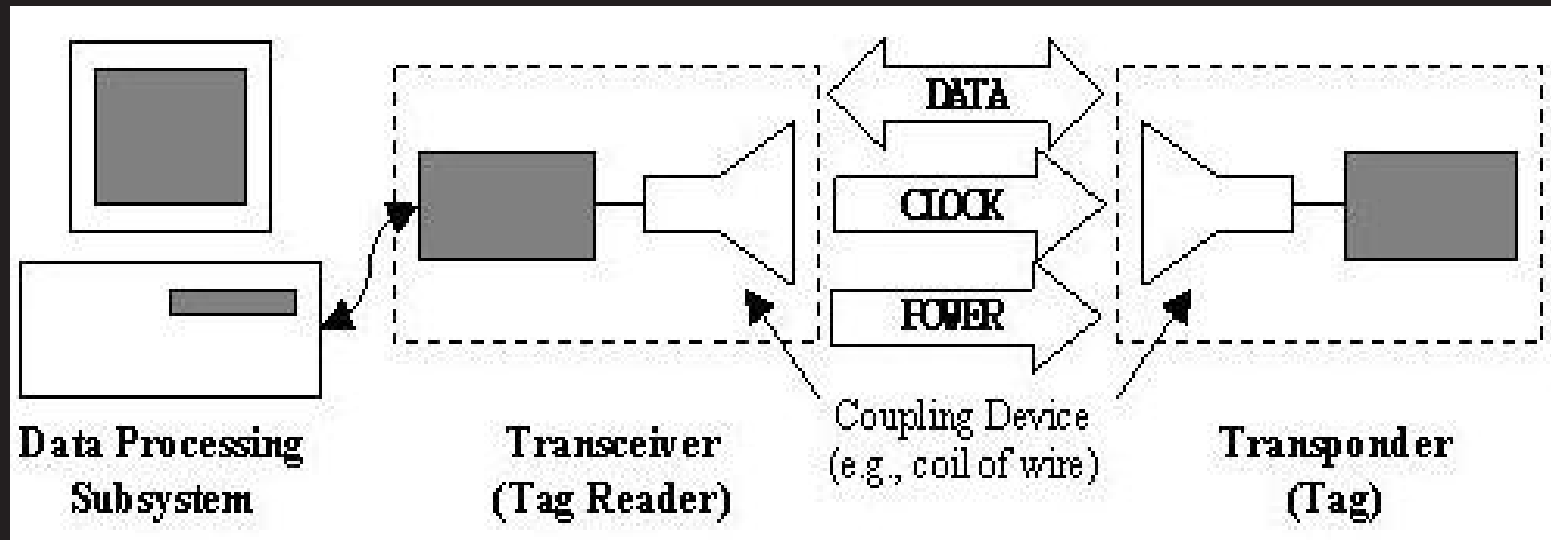 DATA
CLOCK
POWER
Coupling Device
(e.g., coil of wire)
Data Processing
Subsystem
Transceiver
(Tag Reader)
Transponder
(Tag)